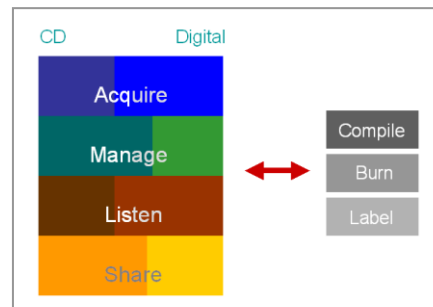 CD Digital
Acquire
Manage
Listen
Share
Compile
Burn
Label